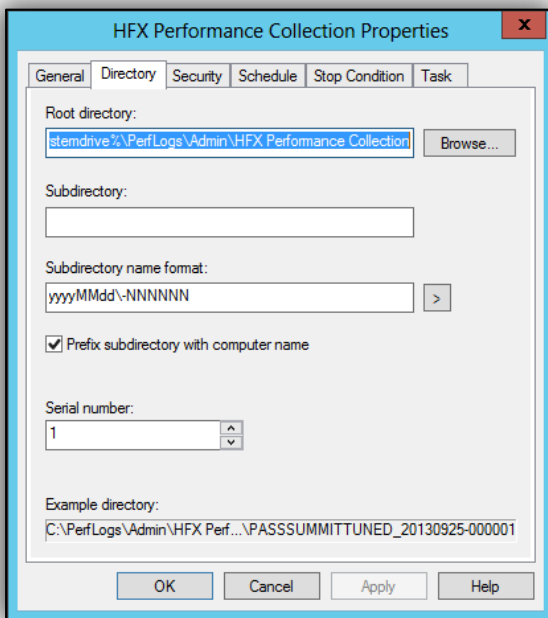 HFX Performance Collection Properties
x
General Directory Security Schedule Stop Condition Task
Root directory:
stemdrive%\PerfLogs\Admin\HFX Performance Collection
Browse...
Subdirectory:
Subdirectory name format:
yyyyMMdd\-NNNNNN
>
Prefix subdirectory with computer name
Serial number:
1
Example directory:
C:\PerfLogs\Admin\HFX Perf...\PASSSUMMITTUNED_20130925-000001
OK Cancel Apply Help